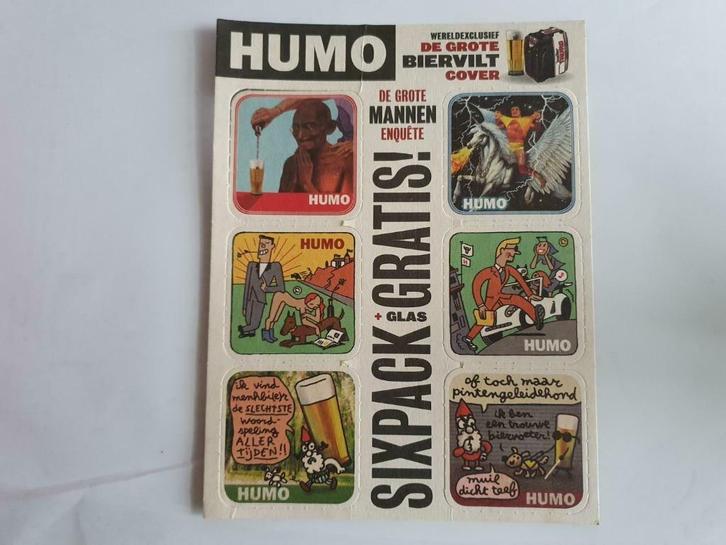 HUMO
WERELDEXCLUSIEF
DE GROTE
BIERVILT
COVER
DE GROTE
MANNEN
ENQUÊTE
SIXPACK GRATIS!
+ GLAS
HUMO
HUMO
HUMO
HUMO
ik vind
de SLECHTSTE
woord-
speling
ALLER
tijden!!
HUMO
of toch maar
pintengeleidehond
ik ben
een trouwe
biervoeter!
muil
dicht teef
HUMO